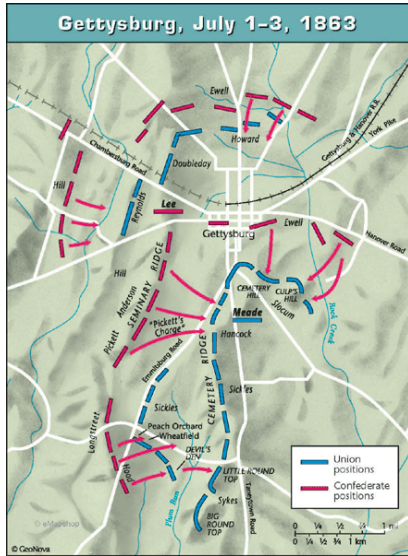 Gettysburg, July 1–3, 1863
Ewell
Howard
Gettysburg & Hanover R.R.
York Pike
Chambersburg Road
Doubleday
Hill
Reynolds
Lee
Gettysburg
Ewell
Hanover Road
Hill
SEMINARY RIDGE
Anderson
CEMETERY
HILL
CULP'S
HILL
Slocum
Rock Creek
Pickett
"Pickett's
Charge"
Meade
Hancock
Emmitsburg Road
CEMETERY RIDGE
Sickles
Sickles
Longstreet
Peach Orchard
Wheatfield
Hood
DEVIL'S
DEN
LITTLE ROUND
TOP
Plum Run
Sykes
BIG
ROUND
TOP
Taneytown Road
Union
positions
Confederate
positions
0 ¼ ½ ¾ 1 mi
0 ¼ ½ ¾ 1 km
© eMapshop
© GeoNova